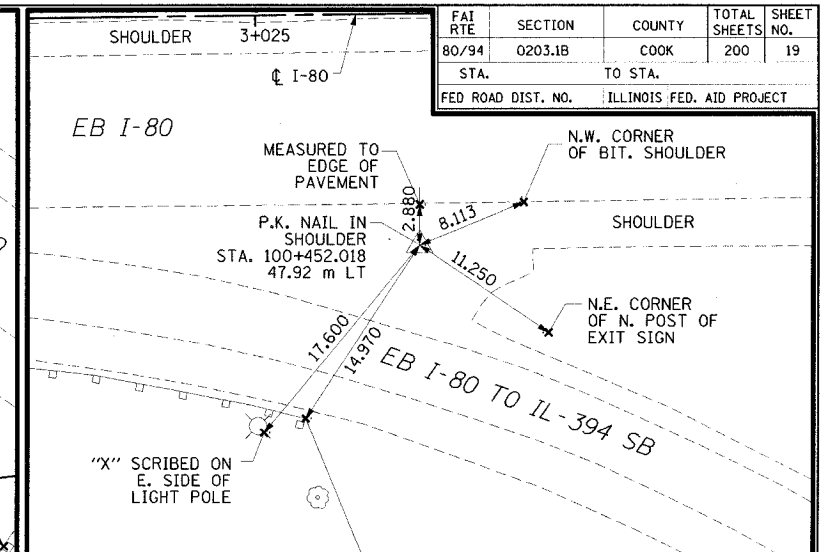 FAI RTE SECTION COUNTY TOTAL SHEETS SHEET NO.
80/94 0203.1B COOK 200 19
STA. TO STA.
FED ROAD DIST. NO. ILLINOIS FED. AID PROJECT
SHOULDER 3+025
℄ I-80
EB I-80
MEASURED TO
EDGE OF
PAVEMENT
N.W. CORNER
OF BIT. SHOULDER
2.880
8.113
P.K. NAIL IN
SHOULDER
STA. 100+452.018
47.92 m LT
SHOULDER
11.250
N.E. CORNER
OF N. POST OF
EXIT SIGN
17.600
14.970
EB I-80 TO IL-394 SB
"X" SCRIBED ON
E. SIDE OF
LIGHT POLE